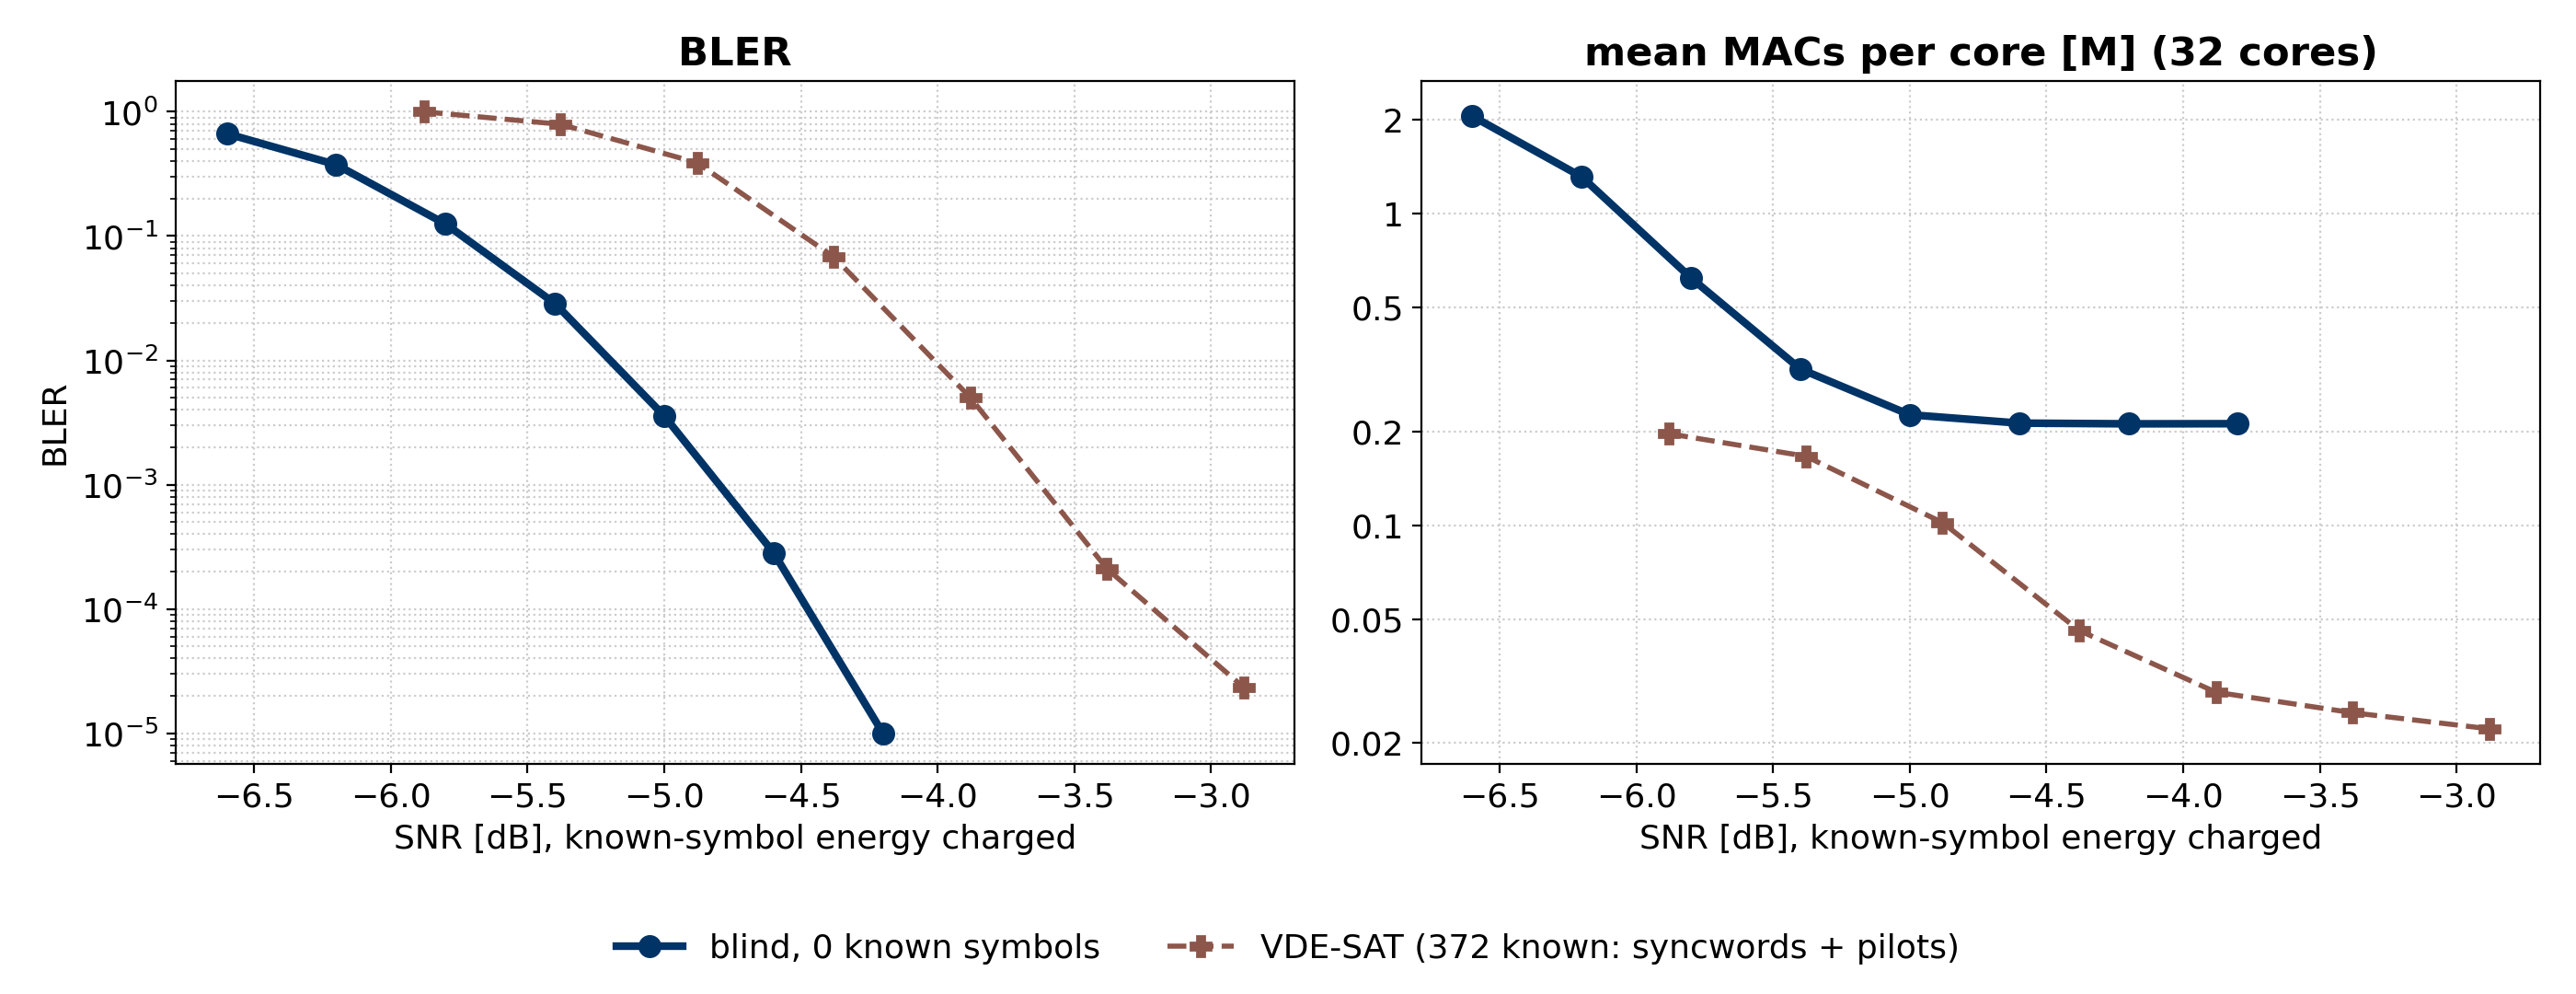 BLER
BLER
10⁰
10⁻¹
10⁻²
10⁻³
10⁻⁴
10⁻⁵
−6.5 −6.0 −5.5 −5.0 −4.5 −4.0 −3.5 −3.0
SNR [dB], known-symbol energy charged
mean MACs per core [M] (32 cores)
2
1
0.5
0.2
0.1
0.05
0.02
−6.5 −6.0 −5.5 −5.0 −4.5 −4.0 −3.5 −3.0
SNR [dB], known-symbol energy charged
blind, 0 known symbols
VDE-SAT (372 known: syncwords + pilots)